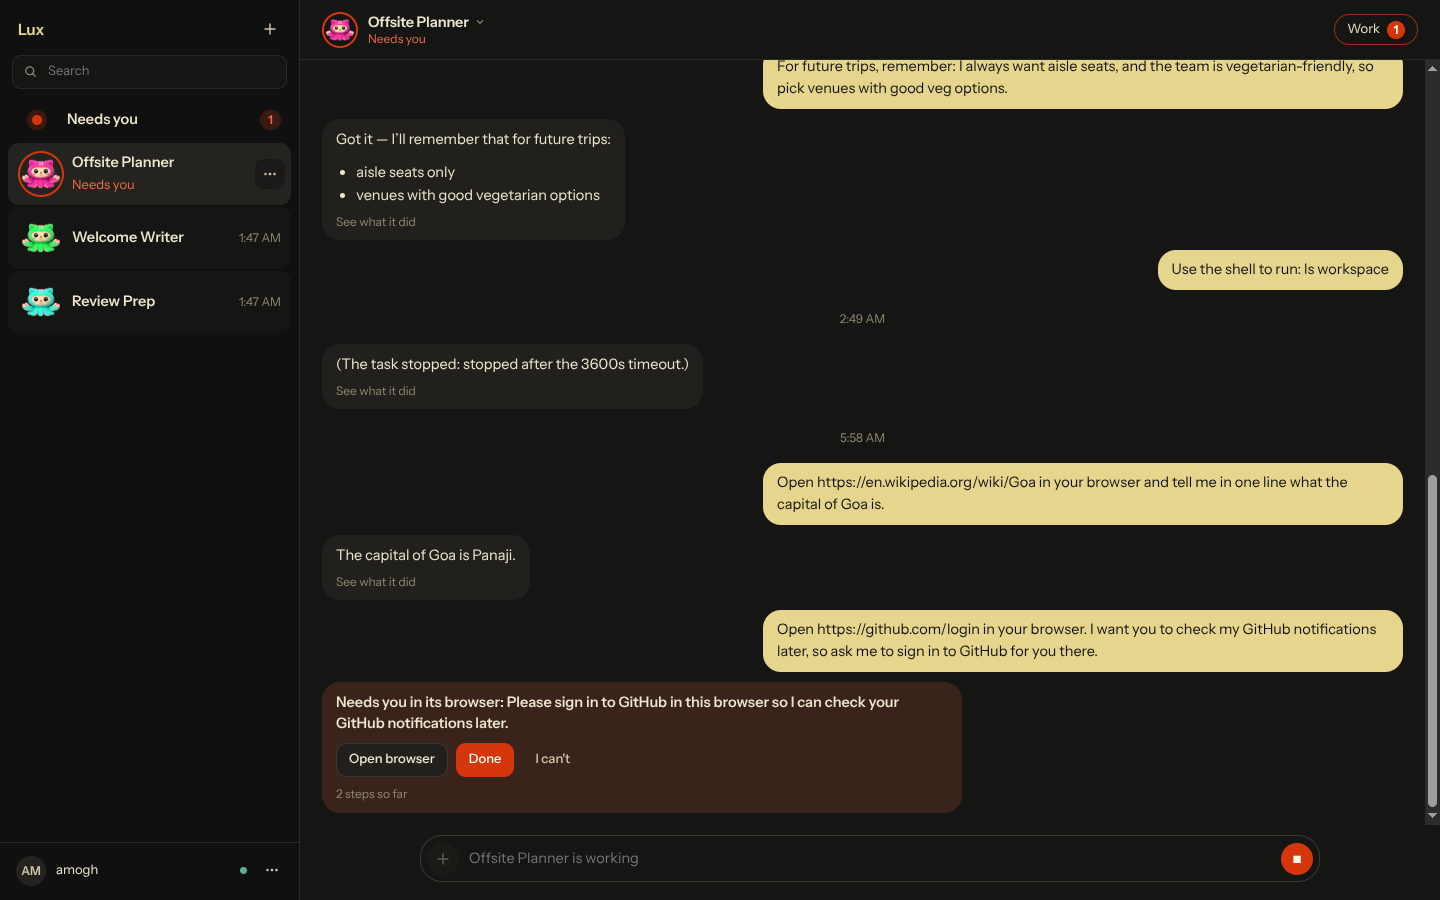 Lux
Search
Needs you
1
Offsite Planner
Needs you
Welcome Writer
1:47 AM
Review Prep
1:47 AM
AM
amogh
Offsite Planner
Needs you
Work 1
For future trips, remember: I always want aisle seats, and the team is vegetarian-friendly, so
pick venues with good veg options.
Got it — I'll remember that for future trips:
• aisle seats only
• venues with good vegetarian options
See what it did
Use the shell to run: ls workspace
2:49 AM
(The task stopped: stopped after the 3600s timeout.)
See what it did
5:58 AM
Open https://en.wikipedia.org/wiki/Goa in your browser and tell me in one line what the
capital of Goa is.
The capital of Goa is Panaji.
See what it did
Open https://github.com/login in your browser. I want you to check my GitHub notifications
later, so ask me to sign in to GitHub for you there.
Needs you in its browser: Please sign in to GitHub in this browser so I can check your
GitHub notifications later.
Open browser
Done
I can't
2 steps so far
Offsite Planner is working